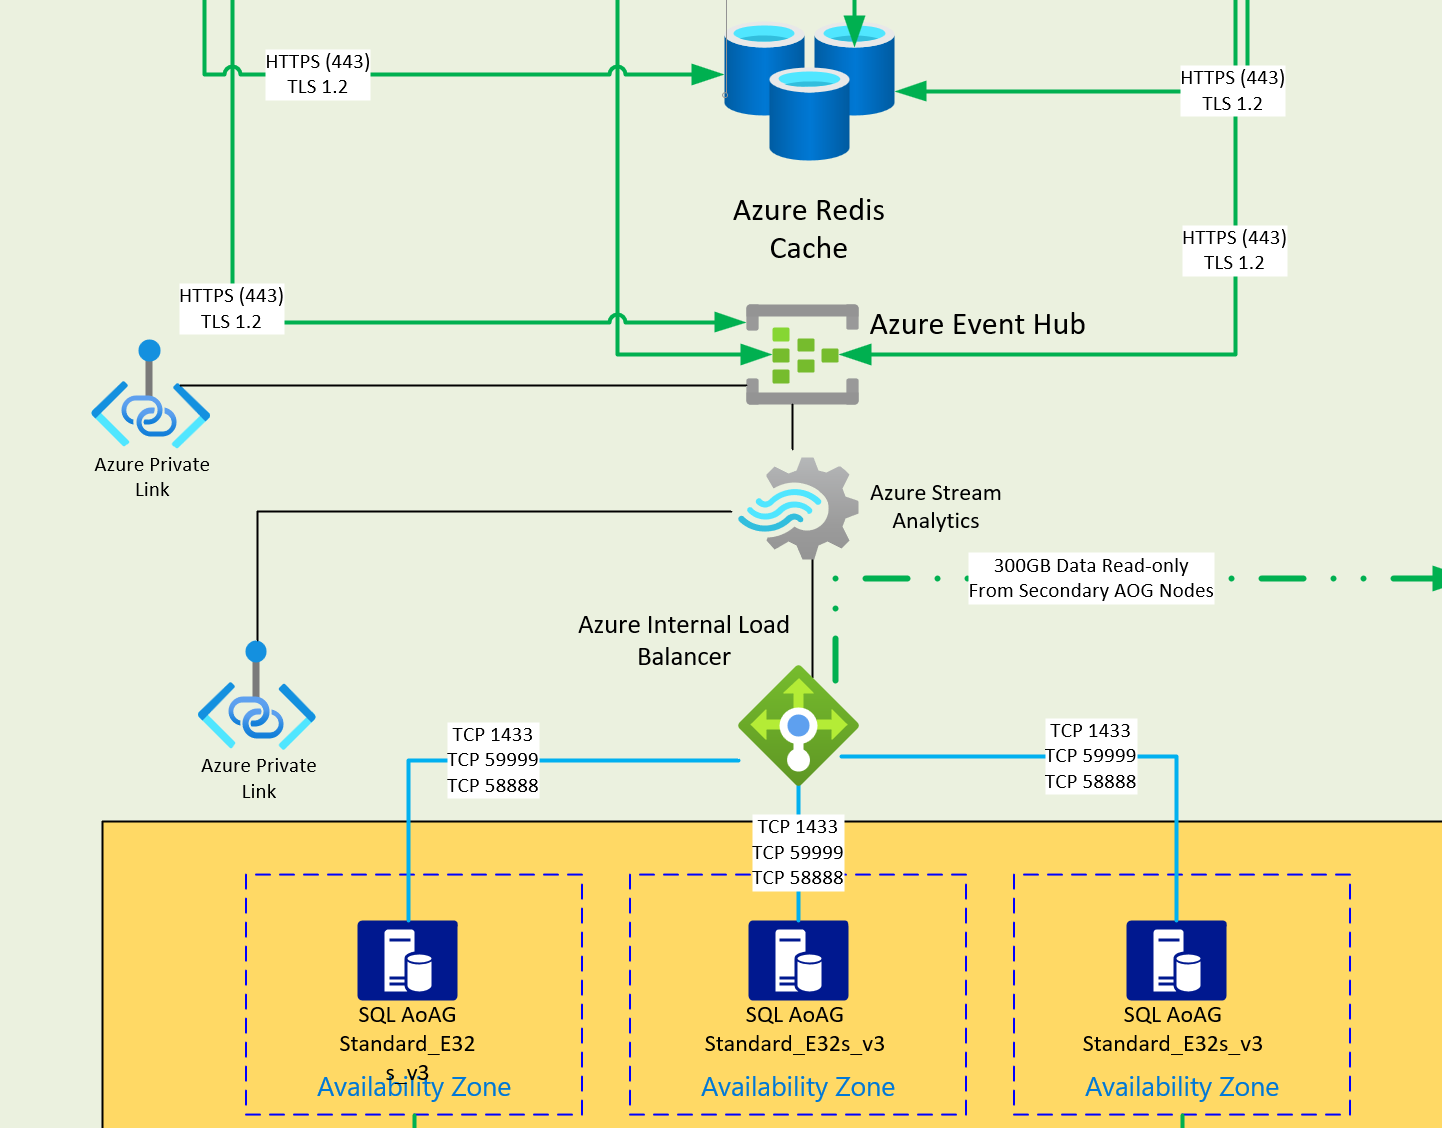 HTTPS (443)
TLS 1.2
HTTPS (443)
TLS 1.2
Azure Redis
Cache
HTTPS (443)
TLS 1.2
HTTPS (443)
TLS 1.2
Azure Event Hub
Azure Private
Link
Azure Stream
Analytics
300GB Data Read-only
From Secondary AOG Nodes
Azure Internal Load
Balancer
Azure Private
Link
TCP 1433
TCP 59999
TCP 58888
TCP 1433
TCP 59999
TCP 58888
TCP 1433
TCP 59999
TCP 58888
SQL AoAG
Standard_E32
s_v3
Availability Zone
SQL AoAG
Standard_E32s_v3
Availability Zone
SQL AoAG
Standard_E32s_v3
Availability Zone